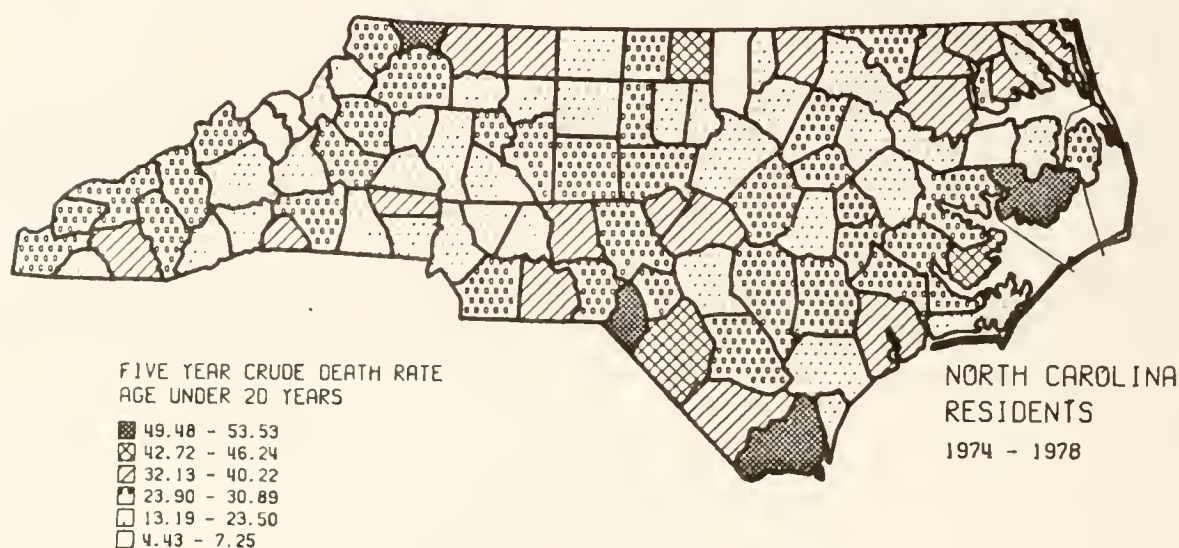 FIVE YEAR CRUDE DEATH RATE
AGE UNDER 20 YEARS
49.48 - 53.53
42.72 - 46.24
32.13 - 40.22
23.90 - 30.89
13.19 - 23.50
4.43 - 7.25
NORTH CAROLINA
RESIDENTS
1974 - 1978